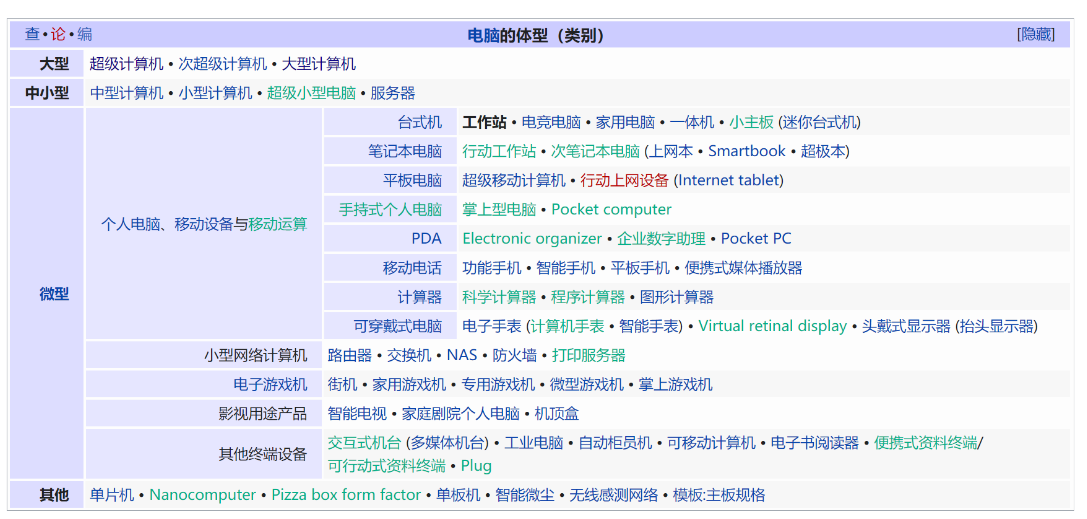 查•论•编 电脑的体型（类别） [隐藏]
大型 超级计算机 • 次超级计算机 • 大型计算机
中小型 中型计算机 • 小型计算机 • 超级小型电脑 • 服务器
微型
个人电脑、移动设备与移动运算
台式机 工作站 • 电竞电脑 • 家用电脑 • 一体机 • 小主板 (迷你台式机)
笔记本电脑 行动工作站 • 次笔记本电脑 (上网本 • Smartbook • 超极本)
平板电脑 超级移动计算机 • 行动上网设备 (Internet tablet)
手持式个人电脑 掌上型电脑 • Pocket computer
PDA Electronic organizer • 企业数字助理 • Pocket PC
移动电话 功能手机 • 智能手机 • 平板手机 • 便携式媒体播放器
计算器 科学计算器 • 程序计算器 • 图形计算器
可穿戴式电脑 电子手表 (计算机手表 • 智能手表) • Virtual retinal display • 头戴式显示器 (抬头显示器)
小型网络计算机 路由器 • 交换机 • NAS • 防火墙 • 打印服务器
电子游戏机 街机 • 家用游戏机 • 专用游戏机 • 微型游戏机 • 掌上游戏机
影视用途产品 智能电视 • 家庭剧院个人电脑 • 机顶盒
其他终端设备 交互式机台 (多媒体机台) • 工业电脑 • 自动柜员机 • 可移动计算机 • 电子书阅读器 • 便携式资料终端/
可行动式资料终端 • Plug
其他 单片机 • Nanocomputer • Pizza box form factor • 单板机 • 智能微尘 • 无线感测网络 • 模板:主板规格